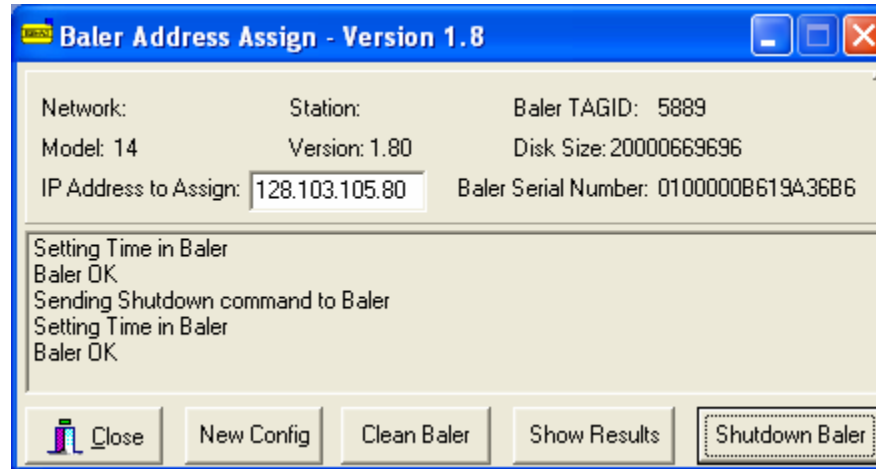 Baler Address Assign - Version 1.8
Network: Station: Baler TAGID: 5889
Model: 14 Version: 1.80 Disk Size: 20000669696
IP Address to Assign: 128.103.105.80 Baler Serial Number: 0100000B619A36B6
Setting Time in Baler
Baler OK
Sending Shutdown command to Baler
Setting Time in Baler
Baler OK
Close New Config Clean Baler Show Results Shutdown Baler